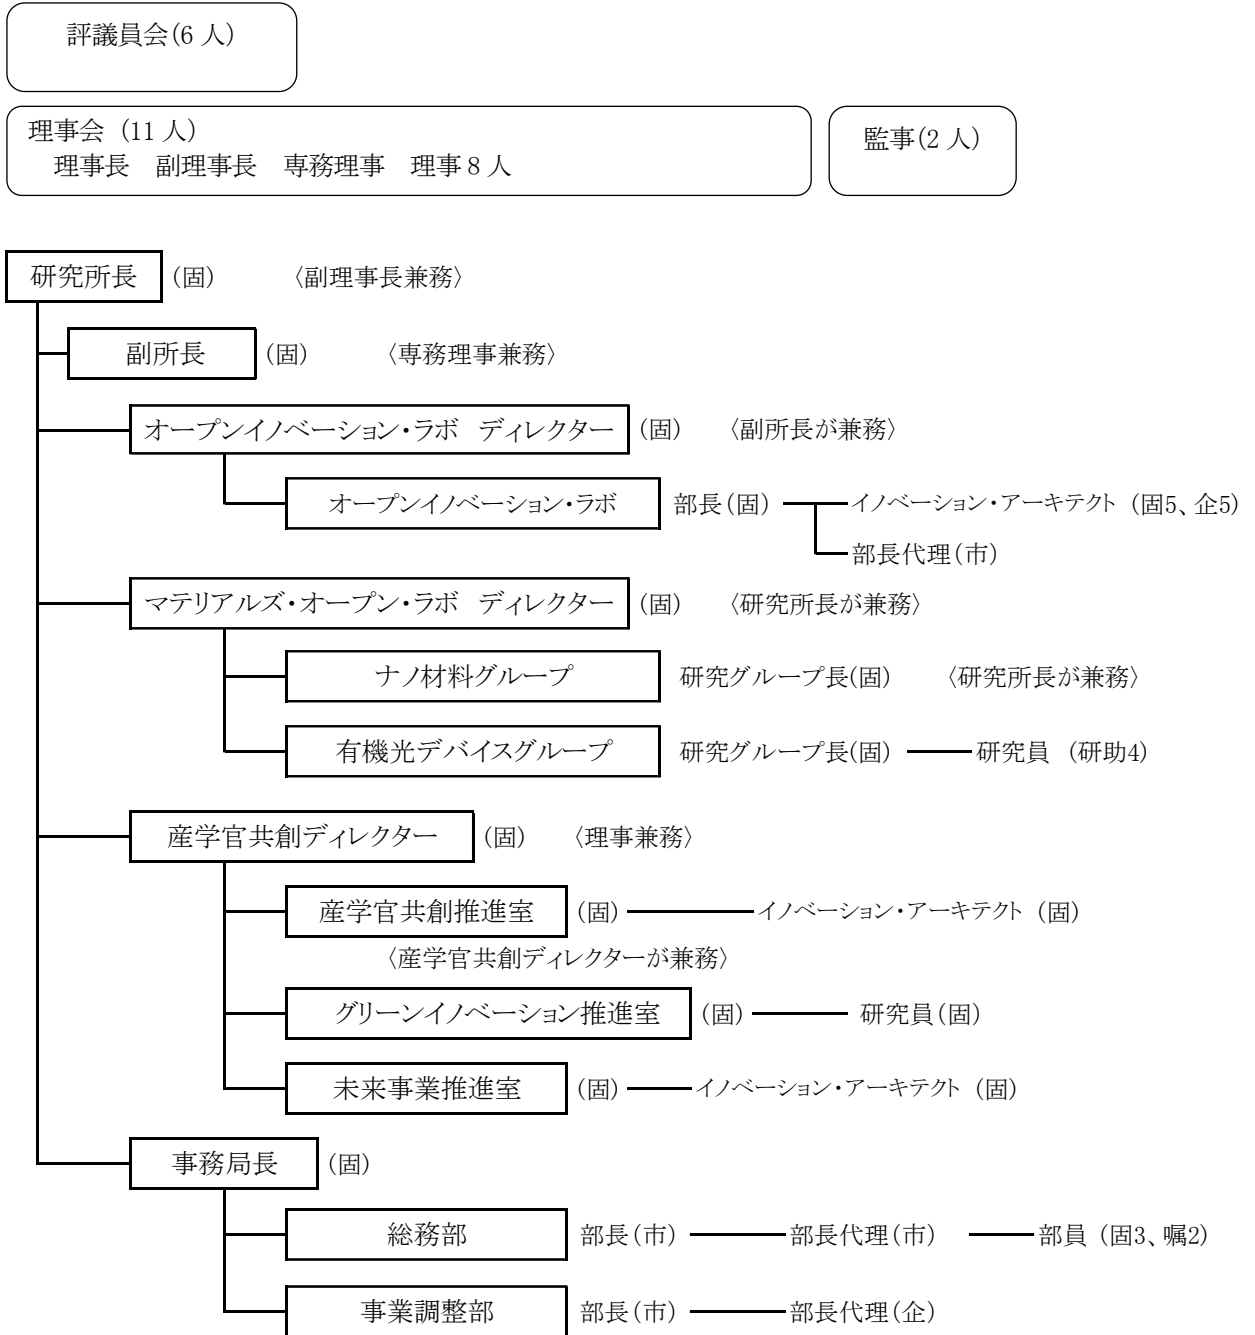 評議員会(6 人)
理事会 (11 人)
理事長 副理事長 専務理事 理事8人
監事(2 人)
研究所長 (固) 〈副理事長兼務〉
副所長 (固) 〈専務理事兼務〉
オープンイノベーション・ラボ ディレクター (固) 〈副所長が兼務〉
オープンイノベーション・ラボ 部長(固) イノベーション・アーキテクト (固5、企5)
部長代理(市)
マテリアルズ・オープン・ラボ ディレクター (固) 〈研究所長が兼務〉
ナノ材料グループ 研究グループ長(固) 〈研究所長が兼務〉
有機光デバイスグループ 研究グループ長(固) 研究員 (研助4)
産学官共創ディレクター (固) 〈理事兼務〉
産学官共創推進室 (固) イノベーション・アーキテクト (固)
〈産学官共創ディレクターが兼務〉
グリーンイノベーション推進室 (固) 研究員(固)
未来事業推進室 (固) イノベーション・アーキテクト (固)
事務局長 (固)
総務部 部長(市) 部長代理(市) 部員 (固3、嘱2)
事業調整部 部長(市) 部長代理(企)